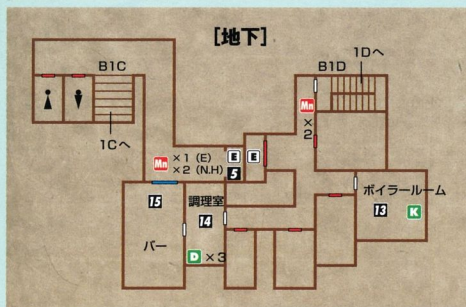 [地下]
B1C
B1D
1Dへ
1Cへ
Mn ×1 (E)
×2 (N.H)
E
E
5
Mn
×2
15
バー
調理室
14
D ×3
ボイラールーム
13
K